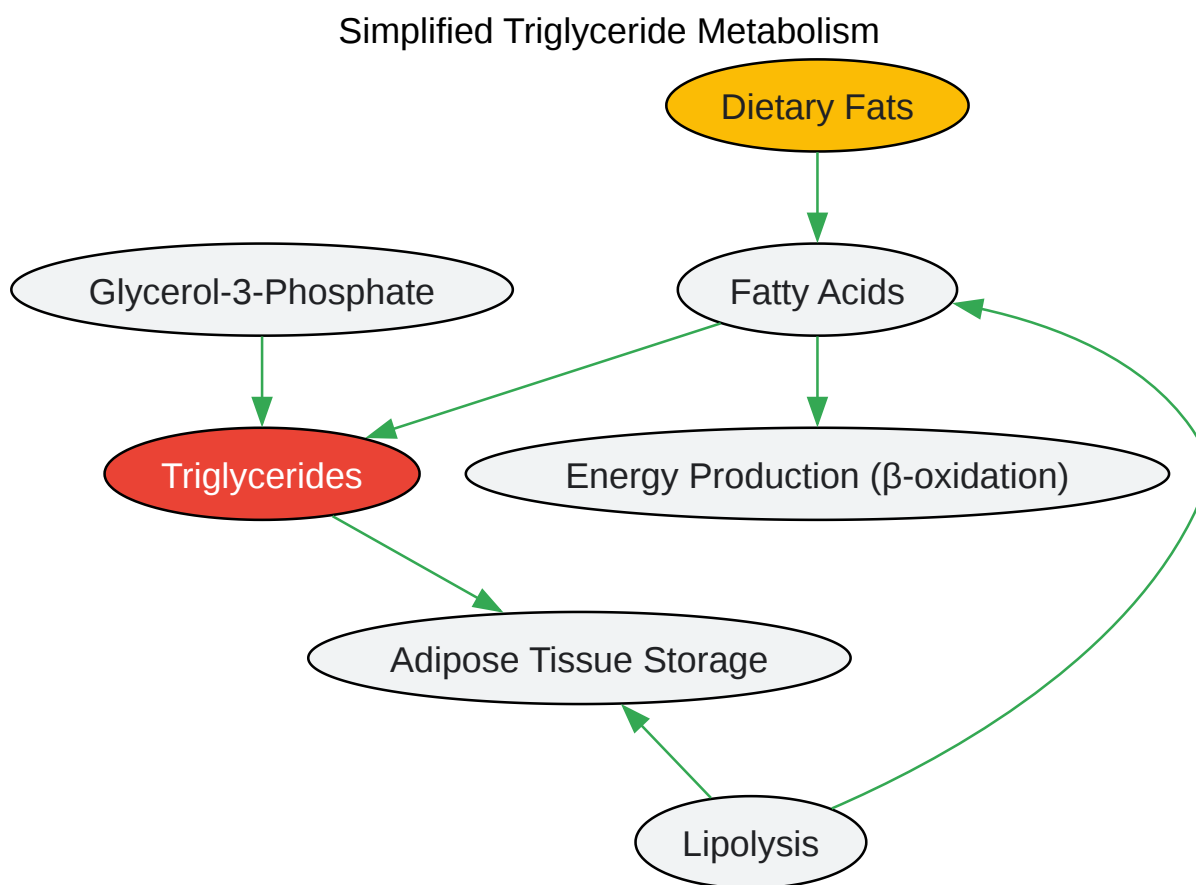 Simplified Triglyceride Metabolism
Dietary Fats
Glycerol-3-Phosphate
Fatty Acids
Triglycerides
Energy Production (β-oxidation)
Adipose Tissue Storage
Lipolysis